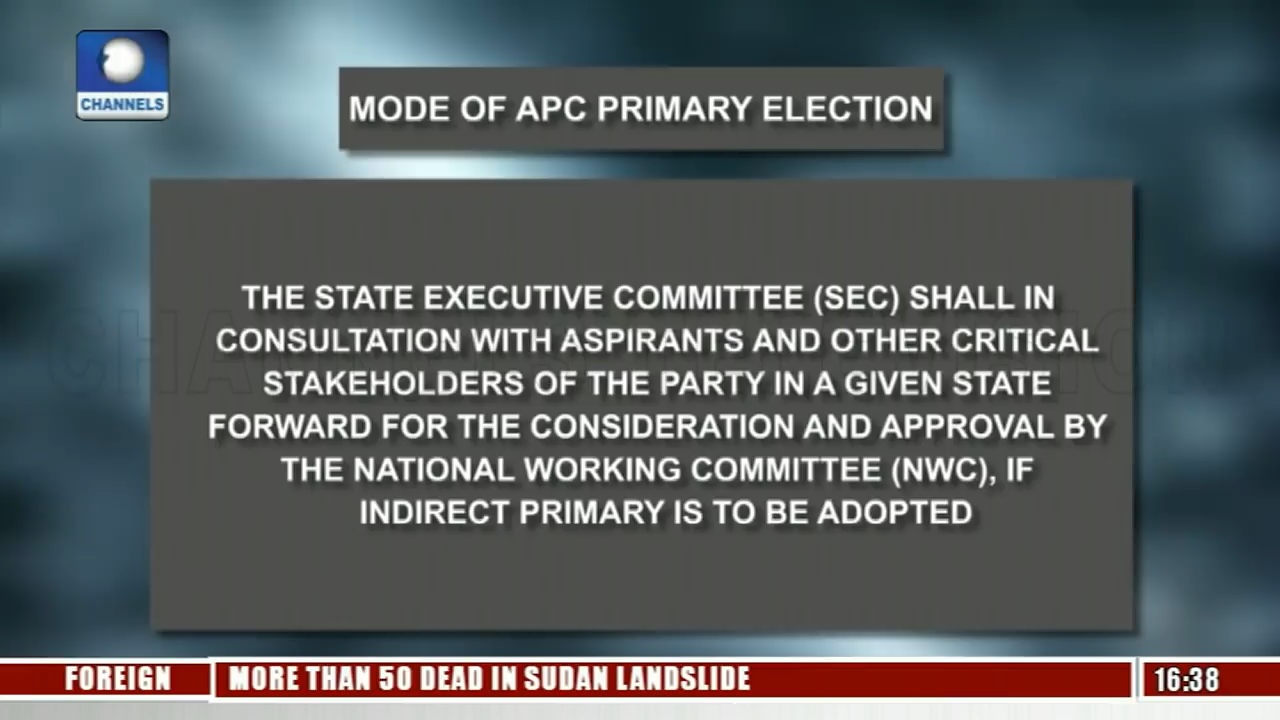 CHANNELS
MODE OF APC PRIMARY ELECTION
THE STATE EXECUTIVE COMMITTEE (SEC) SHALL IN
CONSULTATION WITH ASPIRANTS AND OTHER CRITICAL
STAKEHOLDERS OF THE PARTY IN A GIVEN STATE
FORWARD FOR THE CONSIDERATION AND APPROVAL BY
THE NATIONAL WORKING COMMITTEE (NWC), IF
INDIRECT PRIMARY IS TO BE ADOPTED
FOREIGN
MORE THAN 50 DEAD IN SUDAN LANDSLIDE
16:38